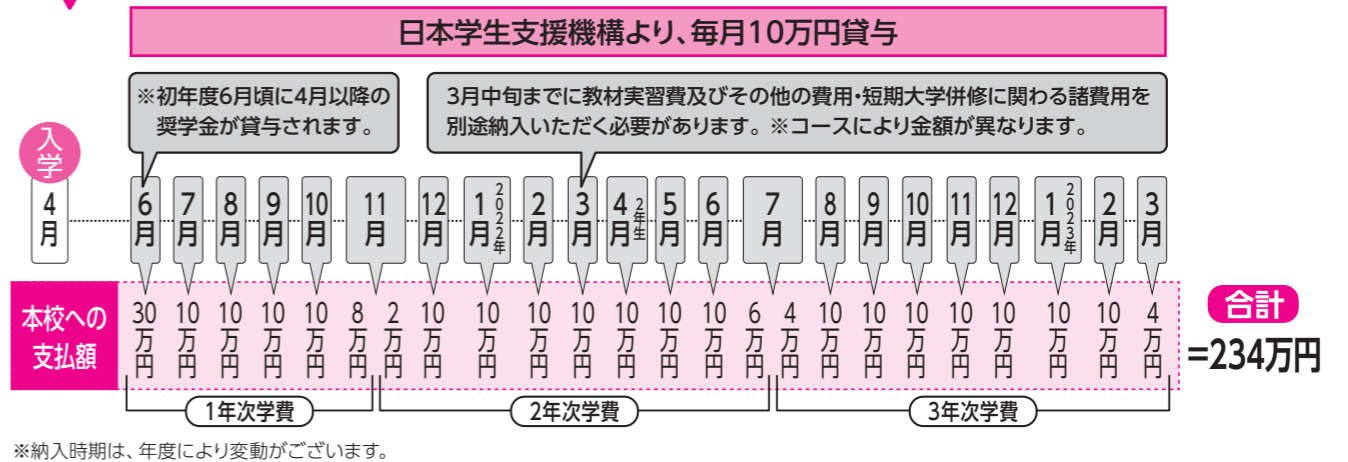 日本学生支援機構より、毎月10万円貸与
※初年度6月頃に4月以降の
奨学金が貸与されます。
3月中旬までに教材実習費及びその他の費用・短期大学併修に関わる諸費用を
別途納入いただく必要があります。※コースにより金額が異なります。
入学
4月
6月
7月
8月
9月
10月
11月
12月
1月
2022年
2月
3月
4月
2年生
5月
6月
7月
8月
9月
10月
11月
12月
1月
2023年
2月
3月
本校への
支払額
30万円
10万円
10万円
10万円
10万円
8万円
2万円
10万円
10万円
10万円
10万円
10万円
10万円
10万円
6万円
4万円
10万円
10万円
10万円
10万円
10万円
10万円
10万円
4万円
合計
=234万円
1年次学費
2年次学費
3年次学費
※納入時期は、年度により変動がございます。